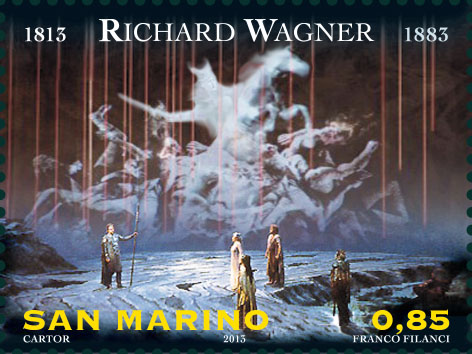 1813 RICHARD WAGNER 1883
SAN MARINO 0,85
CARTOR 2013 FRANCO FILANCI